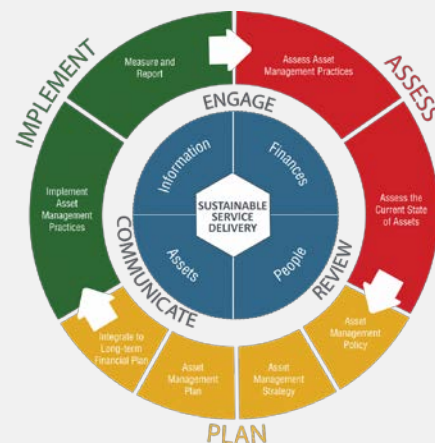 IMPLEMENT
ASSESS
PLAN
Measure and
Report
Assess Asset
Management Practices
Assess the
Current State
of Assets
Asset
Management
Policy
Asset
Management
Strategy
Asset
Management
Plan
Integrate to
Long-term
Financial Plan
Implement
Asset
Management
Practices
ENGAGE
REVIEW
COMMUNICATE
Information
Finances
People
Assets
SUSTAINABLE
SERVICE
DELIVERY